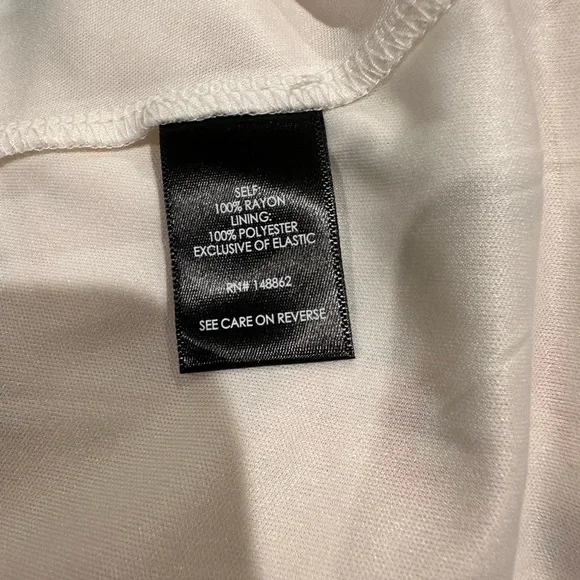 SELF:
100% RAYON
LINING:
100% POLYESTER
EXCLUSIVE OF ELASTIC
RN# 148862
SEE CARE ON REVERSE